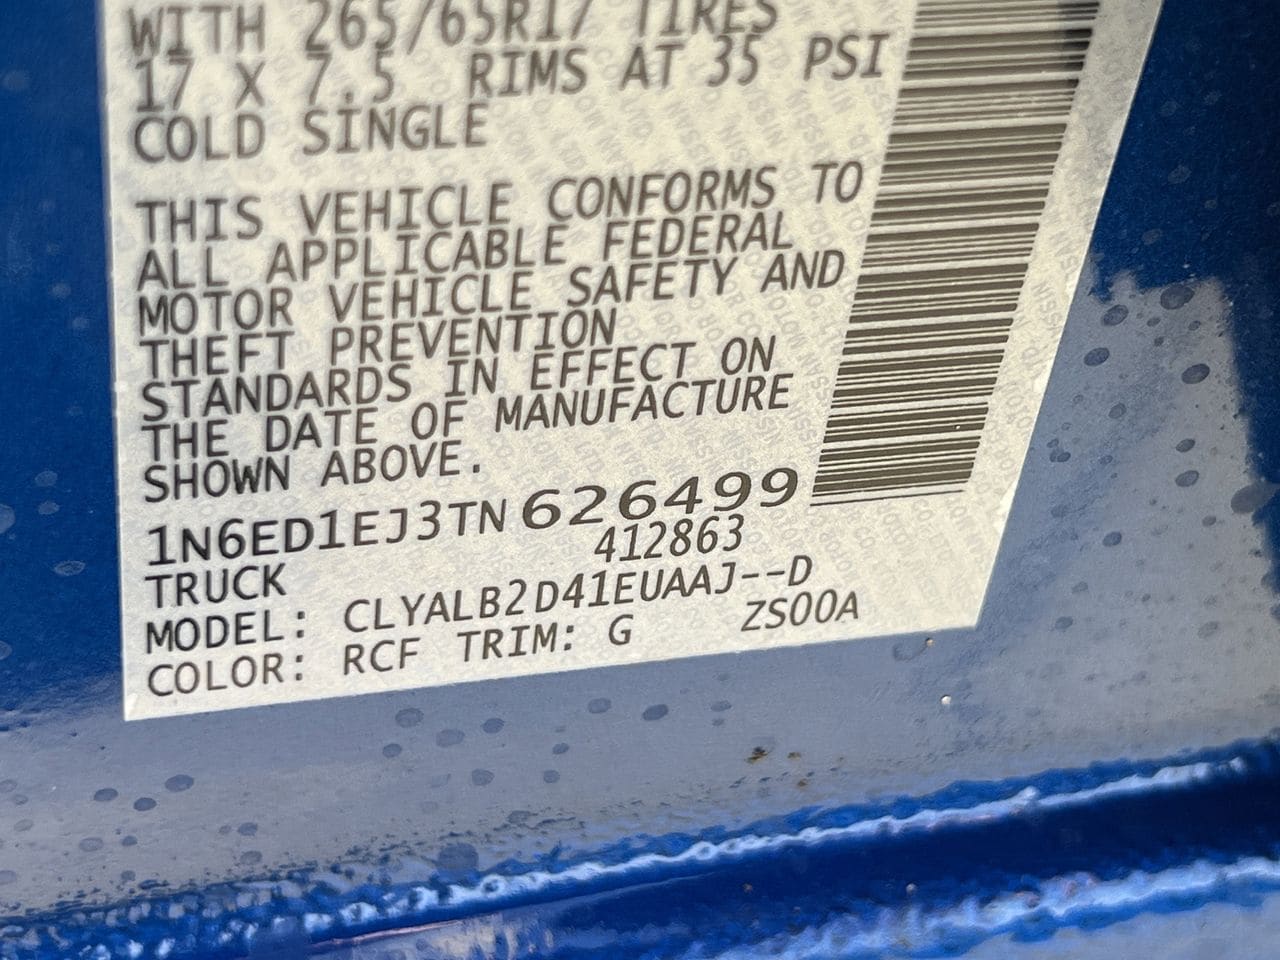 WITH 265/65R17 TIRES
17 X 7.5 RIMS AT 35 PSI
COLD SINGLE
THIS VEHICLE CONFORMS TO
ALL APPLICABLE FEDERAL
MOTOR VEHICLE SAFETY AND
THEFT PREVENTION
STANDARDS IN EFFECT ON
THE DATE OF MANUFACTURE
SHOWN ABOVE.
1N6ED1EJ3TN626499
TRUCK 412863
MODEL: CLYALB2D41EUAAJ--D
COLOR: RCF TRIM: G ZS00A